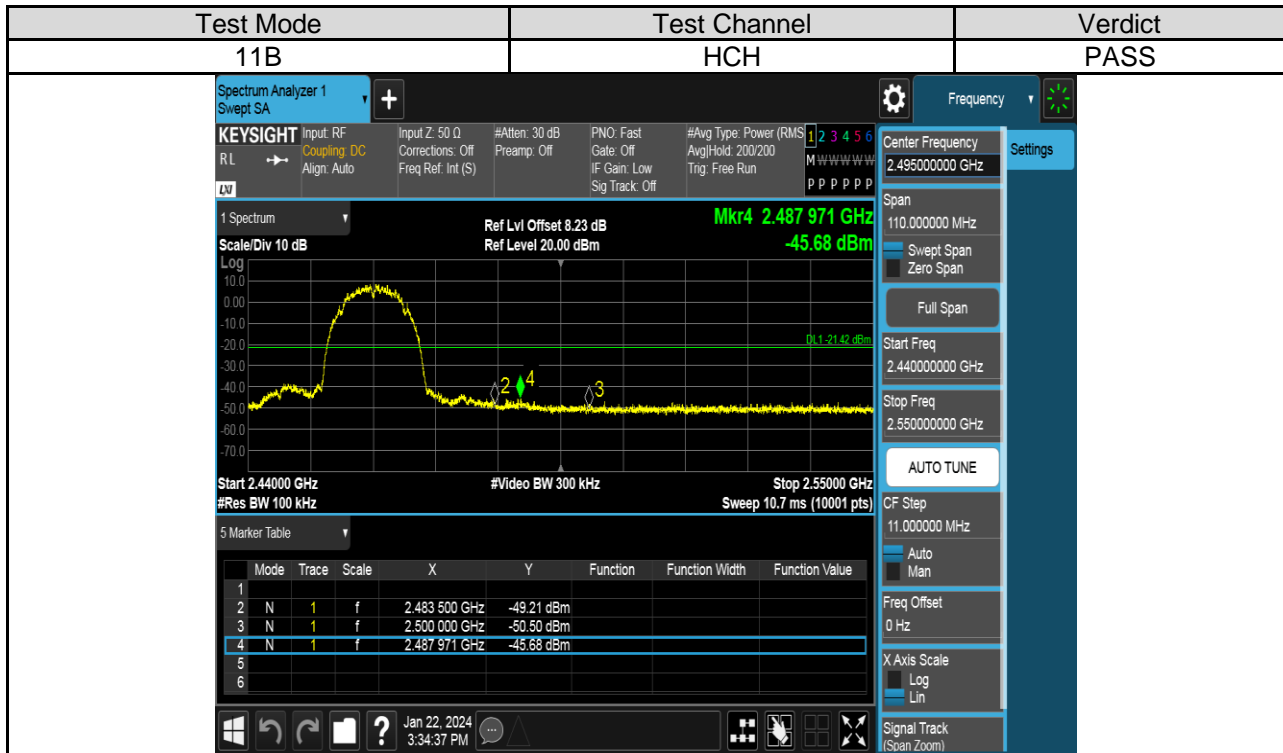 Test Mode Test Channel Verdict
11B HCH PASS
Spectrum Analyzer 1
Swept SA
Frequency
KEYSIGHT Input: RF Input Z: 50 Ω #Atten: 30 dB PNO: Fast #Avg Type: Power (RMS 1 2 3 4 5 6
RL Coupling: DC Corrections: Off Preamp: Off Gate: Off Avg|Hold: 200/200 M W W W W W
Align: Auto Freq Ref: Int (S) IF Gain: Low Trig: Free Run
LXI Sig Track: Off P P P P P P
1 Spectrum Ref Lvl Offset 8.23 dB Mkr4 2.487 971 GHz
Scale/Div 10 dB Ref Level 20.00 dBm -45.68 dBm
Log
10.0
0.00
-10.0
-20.0 DL1 -21.42 dBm
-30.0
-40.0 2 4 3
-50.0
-60.0
-70.0
Start 2.44000 GHz #Video BW 300 kHz Stop 2.55000 GHz
#Res BW 100 kHz Sweep 10.7 ms (10001 pts)
5 Marker Table
Mode Trace Scale X Y Function Function Width Function Value
1
2 N 1 f 2.483 500 GHz -49.21 dBm
3 N 1 f 2.500 000 GHz -50.50 dBm
4 N 1 f 2.487 971 GHz -45.68 dBm
5
6
? Jan 22, 2024
3:34:37 PM
Center Frequency
2.495000000 GHz
Settings
Span
110.000000 MHz
Swept Span
Zero Span
Full Span
Start Freq
2.440000000 GHz
Stop Freq
2.550000000 GHz
AUTO TUNE
CF Step
11.000000 MHz
Auto
Man
Freq Offset
0 Hz
X Axis Scale
Log
Lin
Signal Track
(Span Zoom)